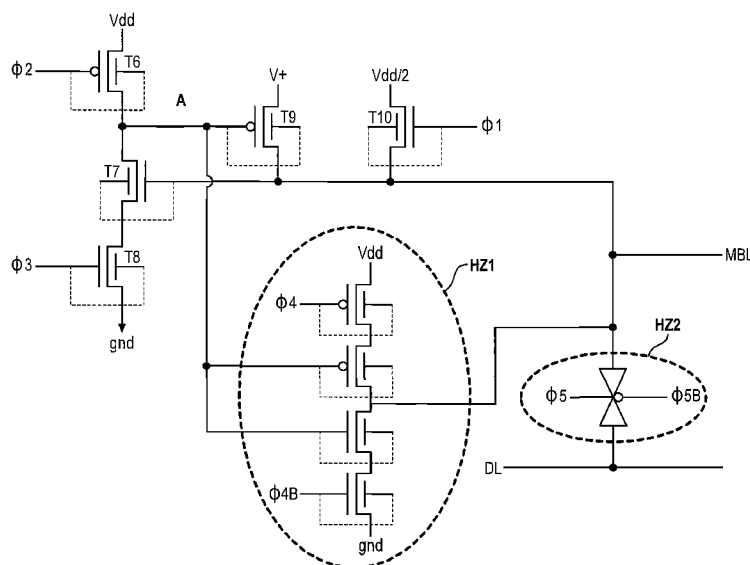 Vdd
Φ2
T6
A
V+
Vdd/2
T9
T10
Φ1
T7
Φ3
T8
gnd
Vdd
HZ1
MBL
Φ4
HZ2
Φ5
Φ5B
DL
Φ4B
gnd